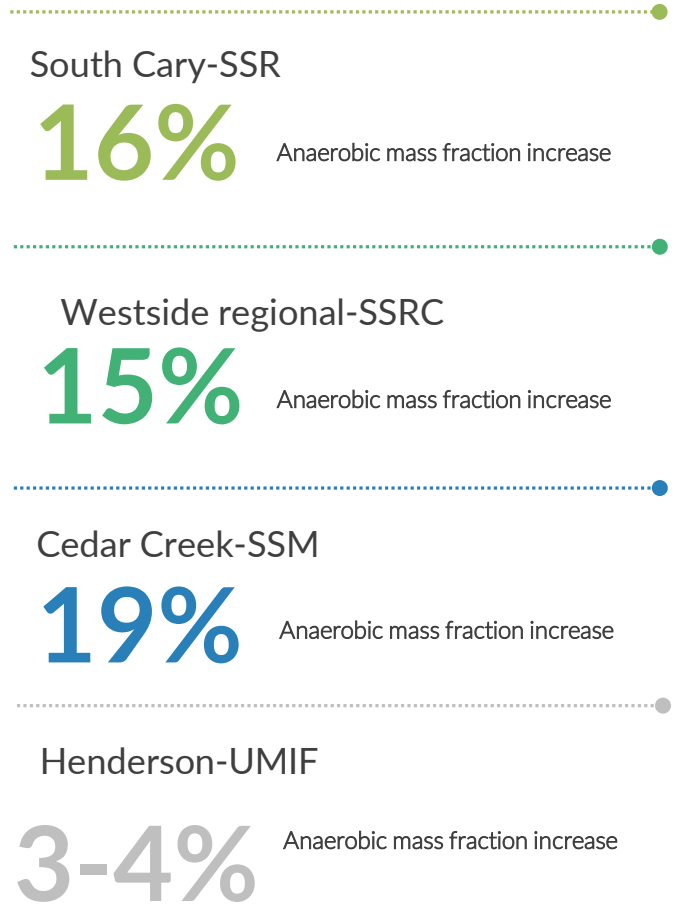 South Cary-SSR
16%
Anaerobic mass fraction increase
Westside regional-SSRC
15%
Anaerobic mass fraction increase
Cedar Creek-SSM
19%
Anaerobic mass fraction increase
Henderson-UMIF
3-4%
Anaerobic mass fraction increase